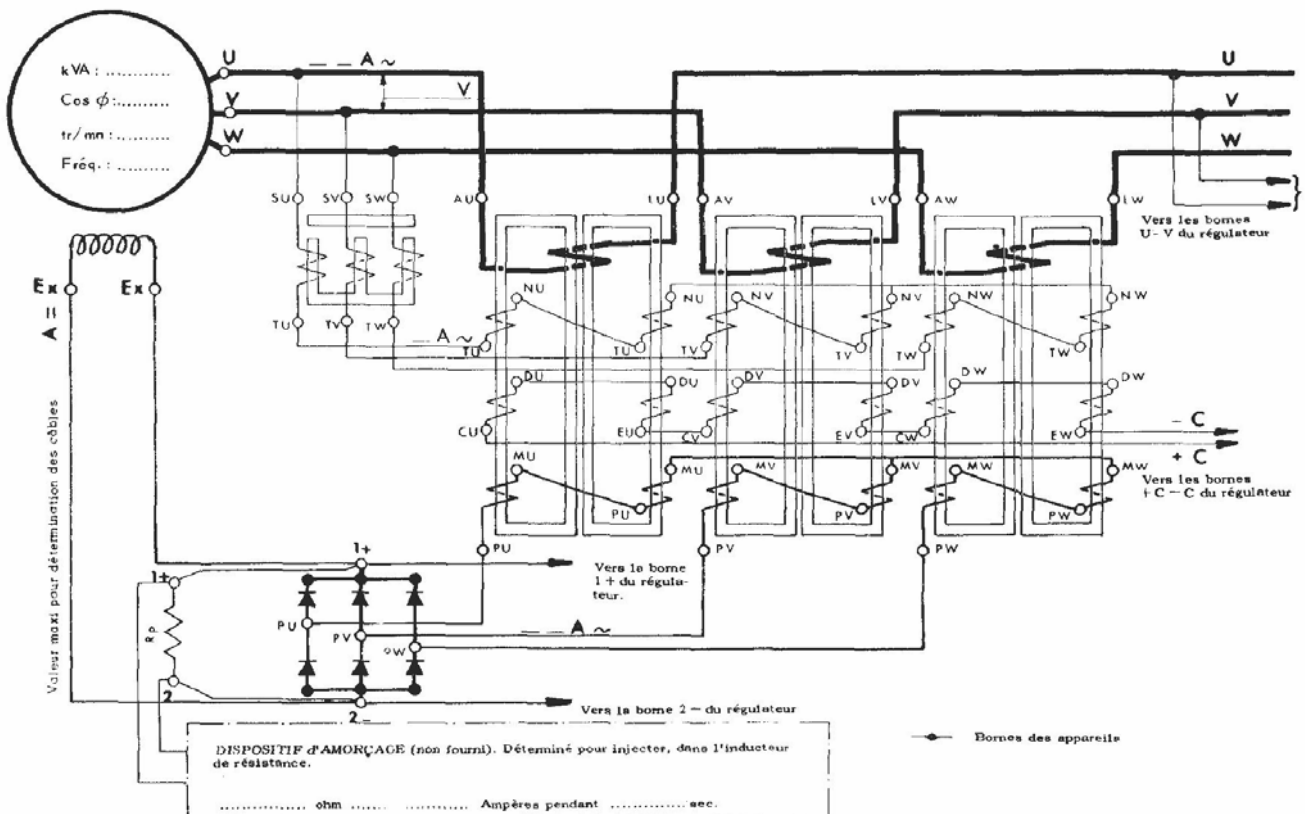 U
_ _ A ~
U
kVA : ..........
V
V
V
Cos ϕ : ..........
W
W
tr/mn : ..........
Fréq. : ..........
SU SV SW AU LU AV LV AW LW
Vers les bornes
U - V du régulateur
Ex Ex
A =
NU NU NV NV NW NW
TU TV TW _ A ~ TU TU TV TV TW TW
DU DU DV DV DW DW
CU EU CV EV CW EW - C
+ C
MU MU MV MV MW MW
Vers les bornes
+ C - C du régulateur
PU PV PW
PU PV PW
Valeur maxi pour détermination des câbles
1+
Vers la borne
1 + du régula-
teur.
1+
Rp
PU
PV
_ _ A ~
PW
2
2 -
Vers la borne 2 - du régulateur
DISPOSITIF d'AMORÇAGE (non fourni). Déterminé pour injecter, dans l'inducteur
de résistance.
............ ohm ...... .......... Ampères pendant .......... sec.
Bornes des appareils